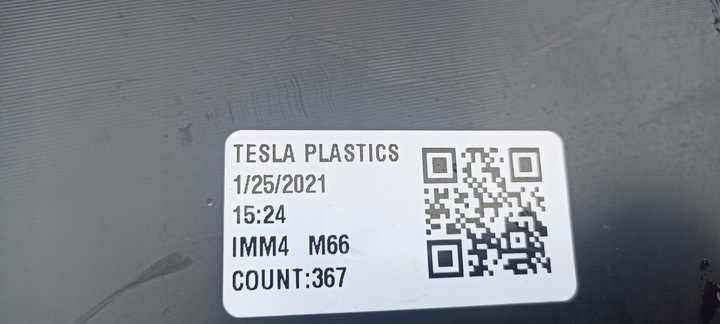 TESLA PLASTICS
1/25/2021
15:24
IMM4 M66
COUNT:367